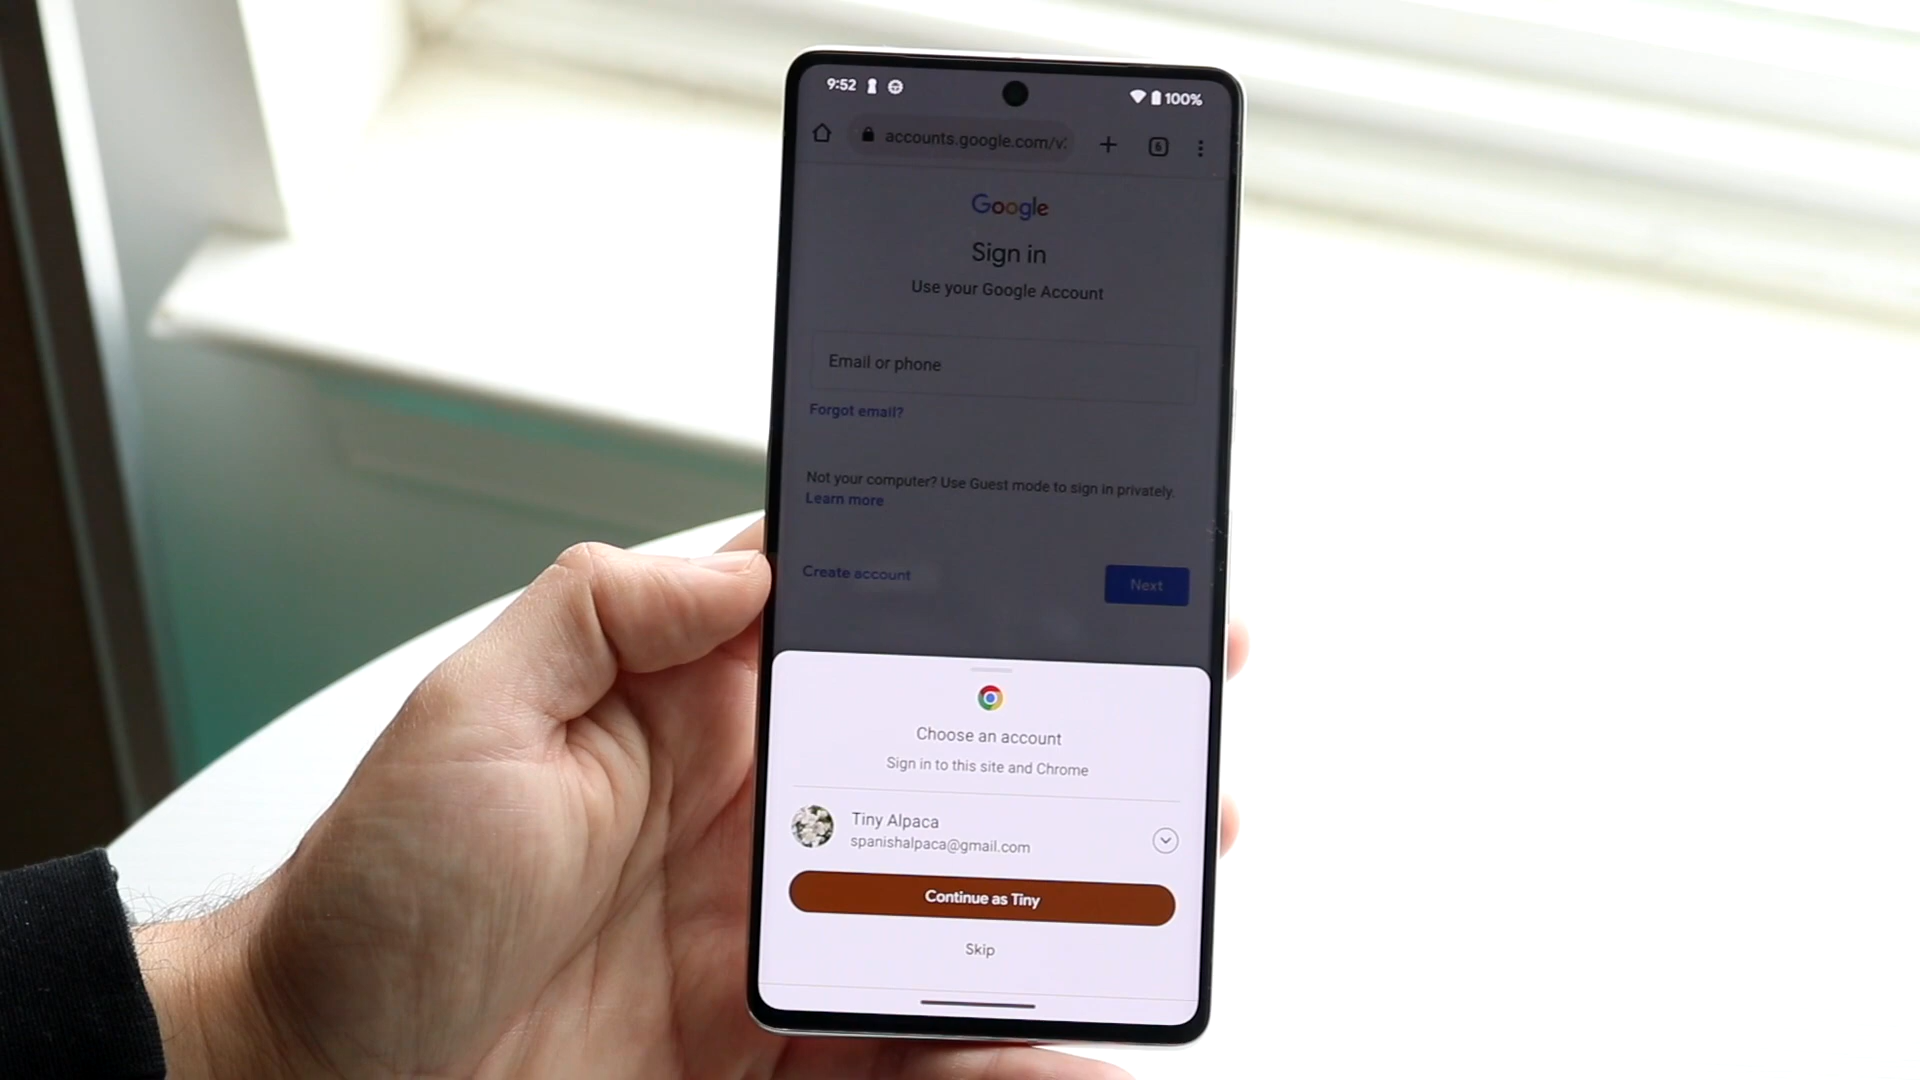 9:52
100%
accounts.google.com/v
6
Google
Sign in
Use your Google Account
Email or phone
Forgot email?
Not your computer? Use Guest mode to sign in privately.
Learn more
Create account
Next
Choose an account
Sign in to this site and Chrome
Tiny Alpaca
spanishalpaca@gmail.com
Continue as Tiny
Skip